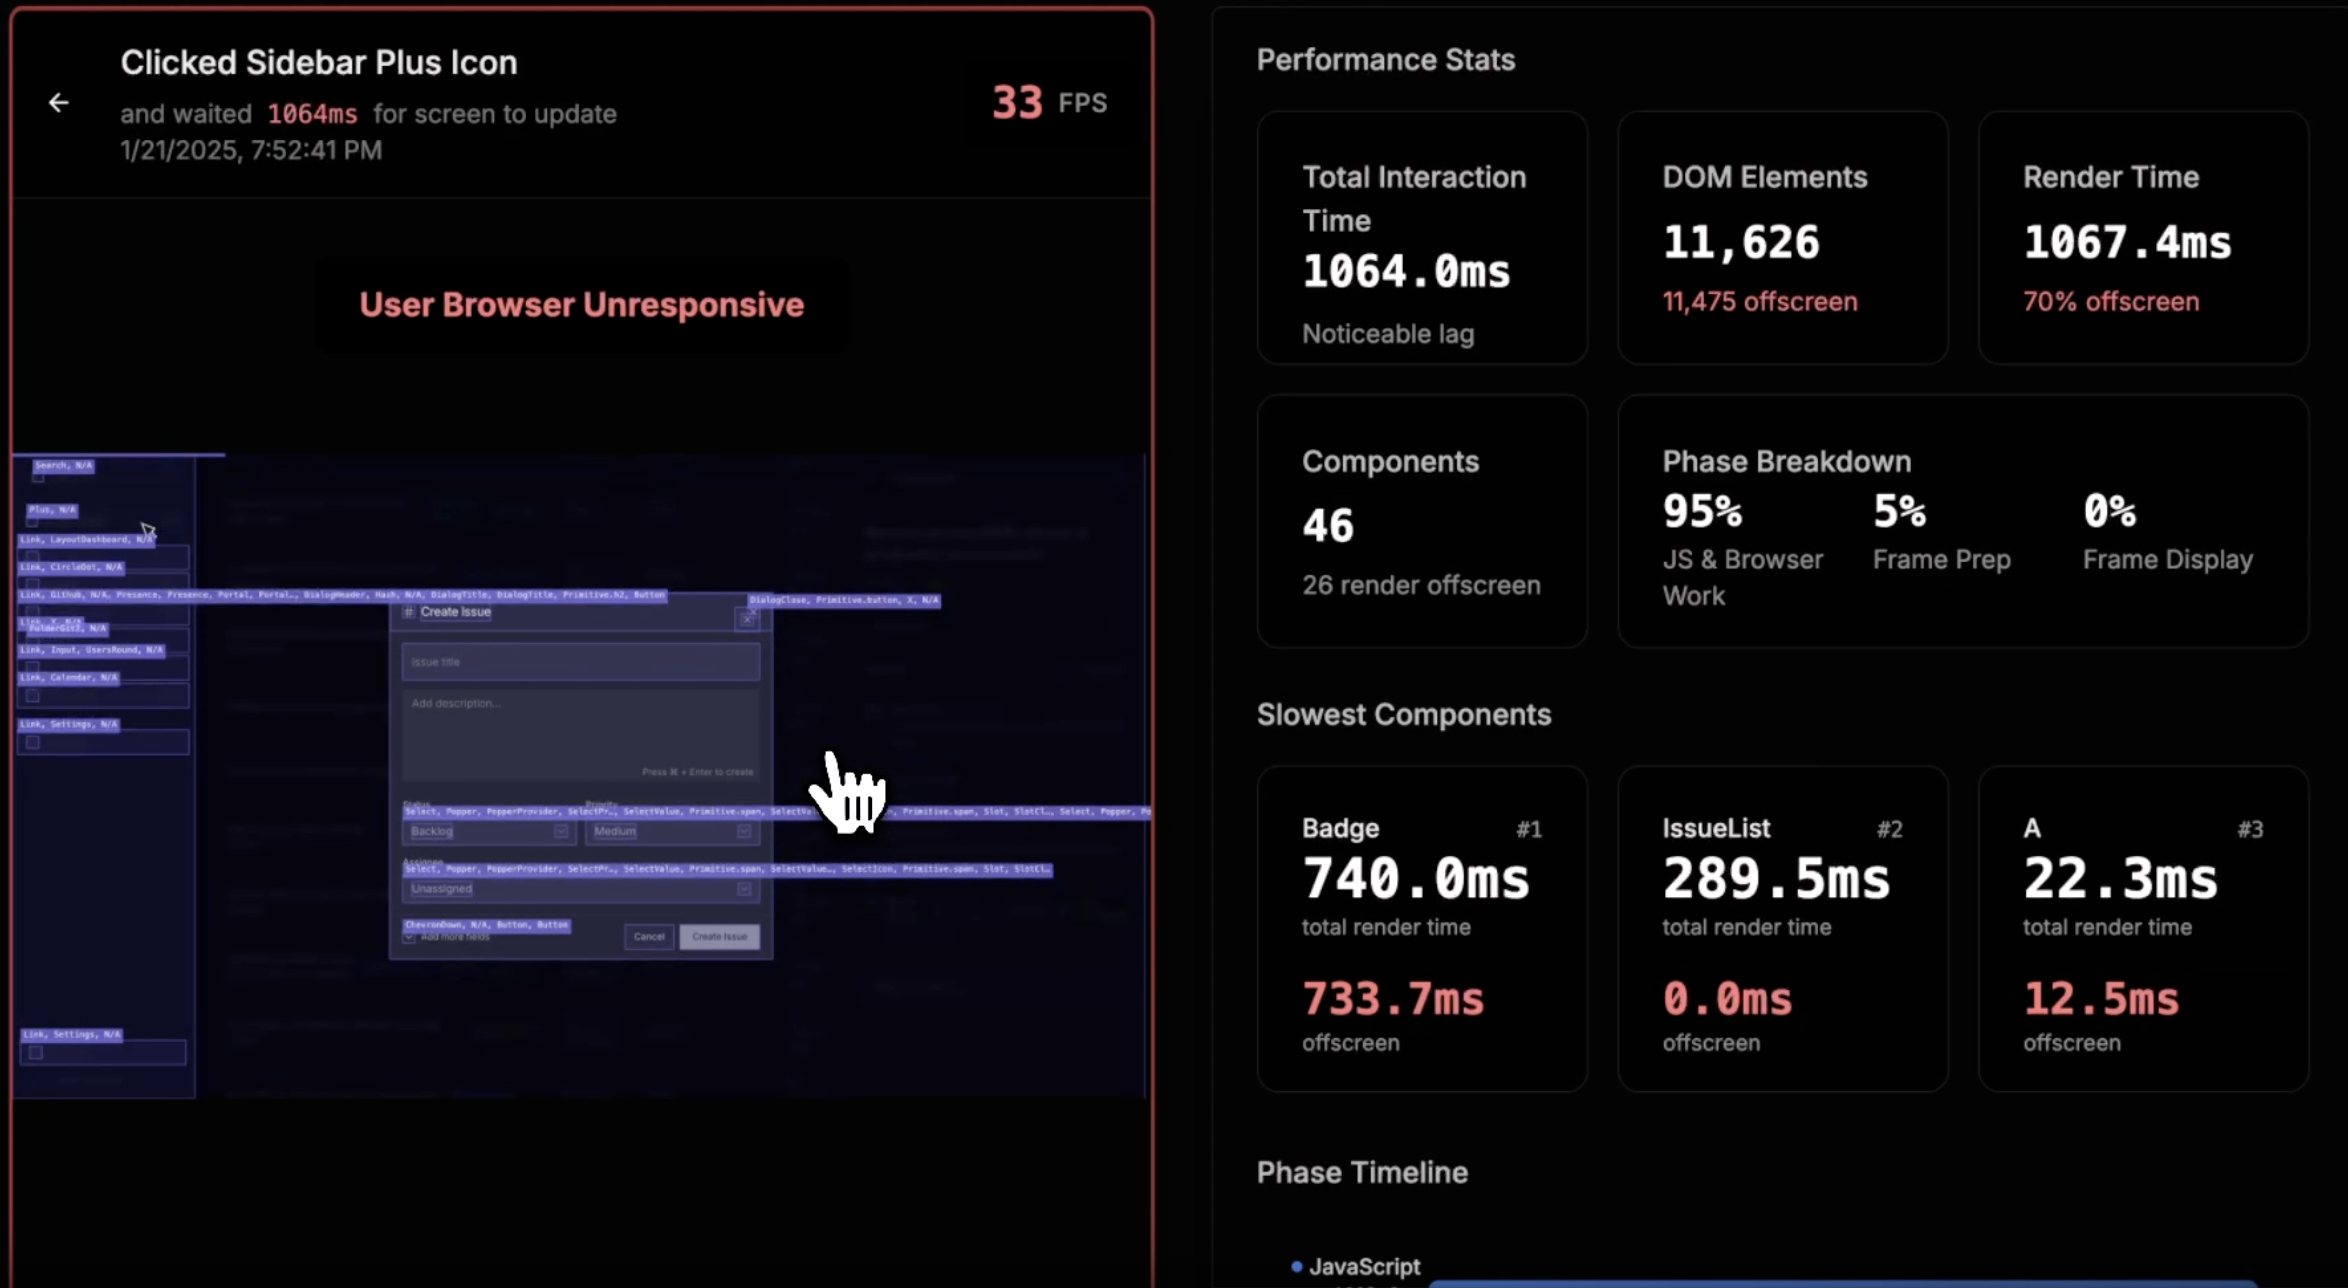 Clicked Sidebar Plus Icon
and waited 1064ms for screen to update
1/21/2025, 7:52:41 PM
33 FPS
User Browser Unresponsive
Search, N/A
Plus, N/A
Link, LayoutDashboard, N/A
Link, CircleDot, N/A
Link, Github, N/A, Presence, Presence, Portal, Portal…, DialogHeader, Hash, N/A, DialogTitle, DialogTitle, Primitive.h2, Button
DialogClose, Primitive.button, X, N/A
Create Issue
FolderGit2, N/A
Link, Input, UsersRound, N/A
Issue title
Link, Calendar, N/A
Add description...
Link, Settings, N/A
Press ⌘ + Enter to create
Status
Priority
Select, Popper, PopperProvider, SelectPr…, SelectValue, Primitive.span, SelectVa
, Primitive.span, Slot, SlotCl…, Select, Popper, Po
Backlog
Medium
Assignee
Select, Popper, PopperProvider, SelectPr…, SelectValue, Primitive.span, SelectValue…, SelectIcon, Primitive.span, Slot, SlotCl…
Unassigned
ChevronDown, N/A, Button, Button
Add more fields
Cancel
Create Issue
Link, Settings, N/A
Performance Stats
Total Interaction
Time
1064.0ms
Noticeable lag
DOM Elements
11,626
11,475 offscreen
Render Time
1067.4ms
70% offscreen
Components
46
26 render offscreen
Phase Breakdown
95%
JS & Browser
Work
5%
Frame Prep
0%
Frame Display
Slowest Components
Badge #1
740.0ms
total render time
733.7ms
offscreen
IssueList #2
289.5ms
total render time
0.0ms
offscreen
A #3
22.3ms
total render time
12.5ms
offscreen
Phase Timeline
JavaScript